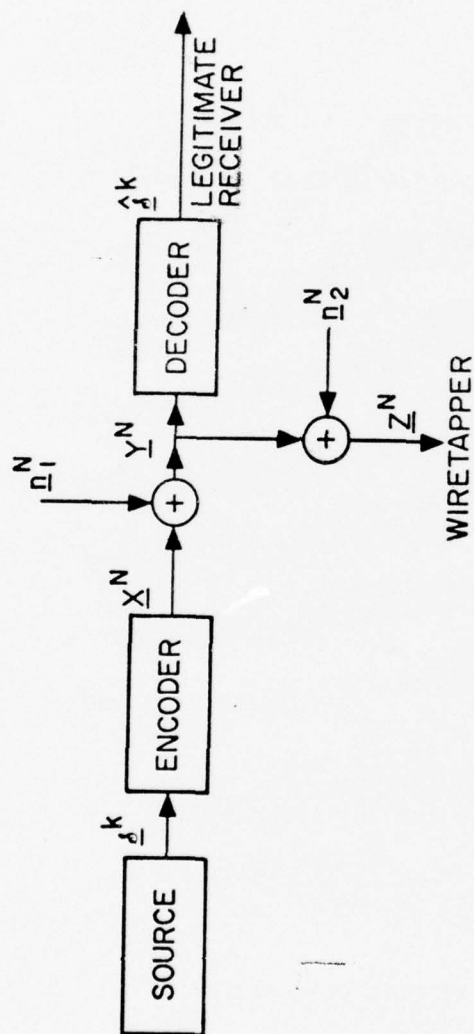 SOURCE
s^k
ENCODER
X^N
n_1^N
+
Y^N
DECODER
ŝ^k
LEGITIMATE
RECEIVER
+
n_2^N
Z^N
WIRETAPPER